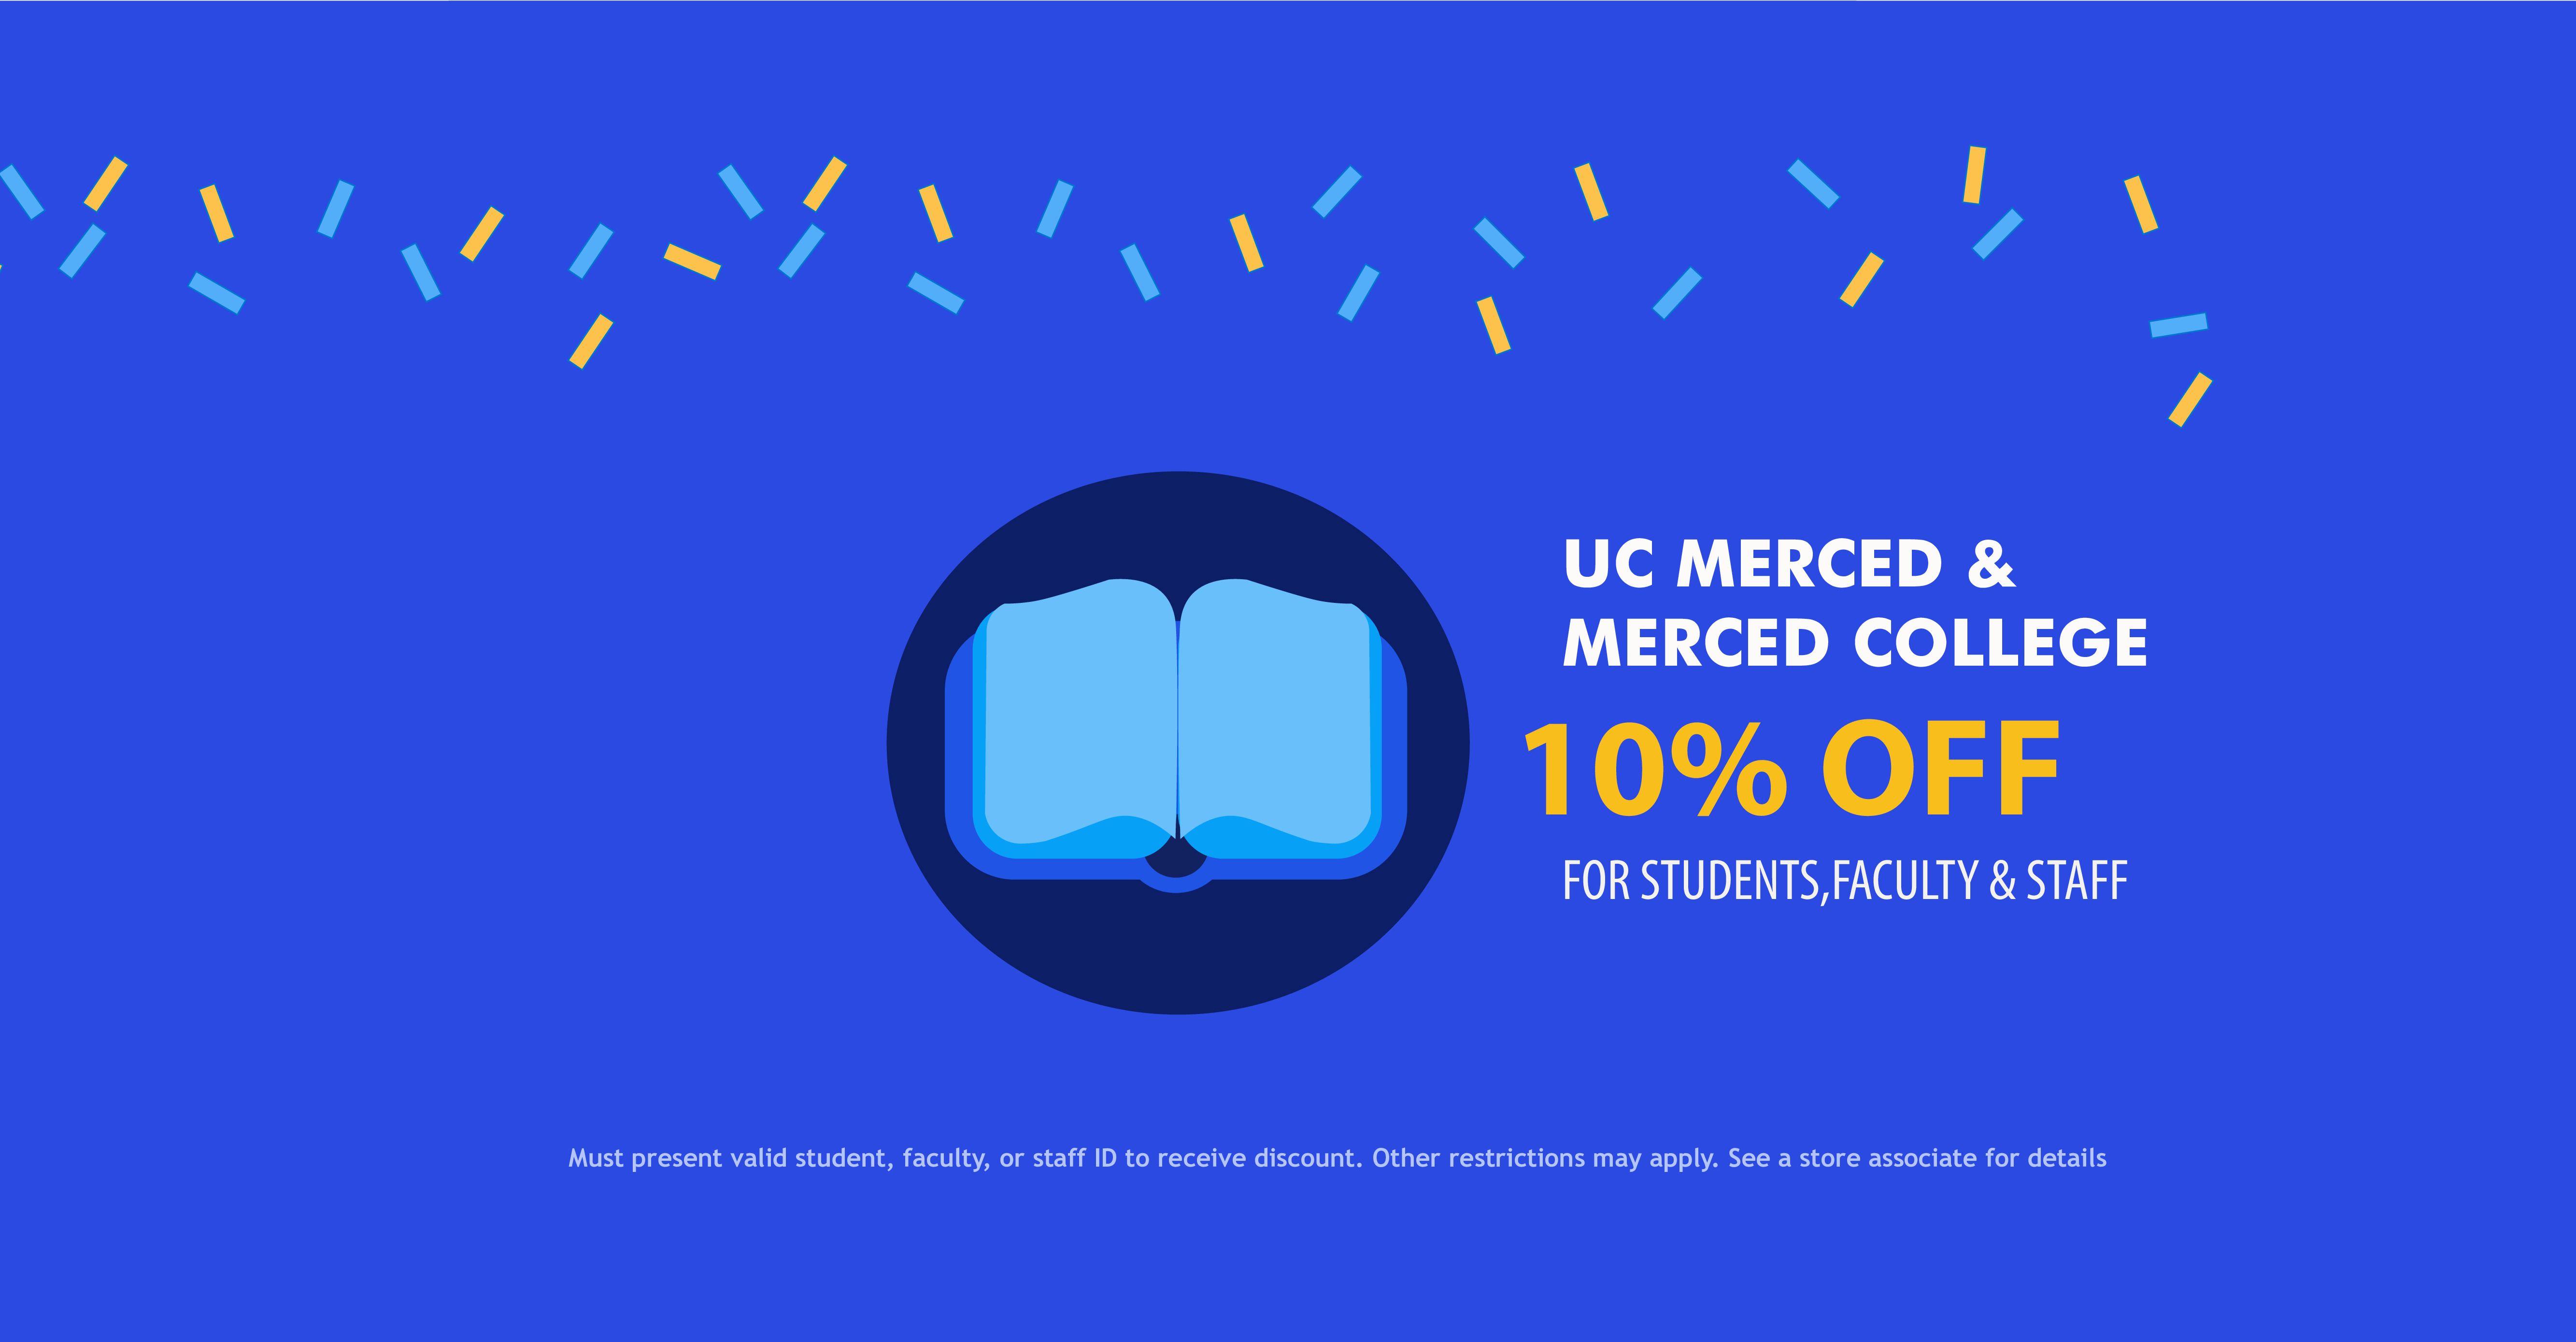 UC MERCED &
MERCED COLLEGE
10% OFF
FOR STUDENTS,FACULTY & STAFF
Must present valid student, faculty, or staff ID to receive discount. Other restrictions may apply. See a store associate for details